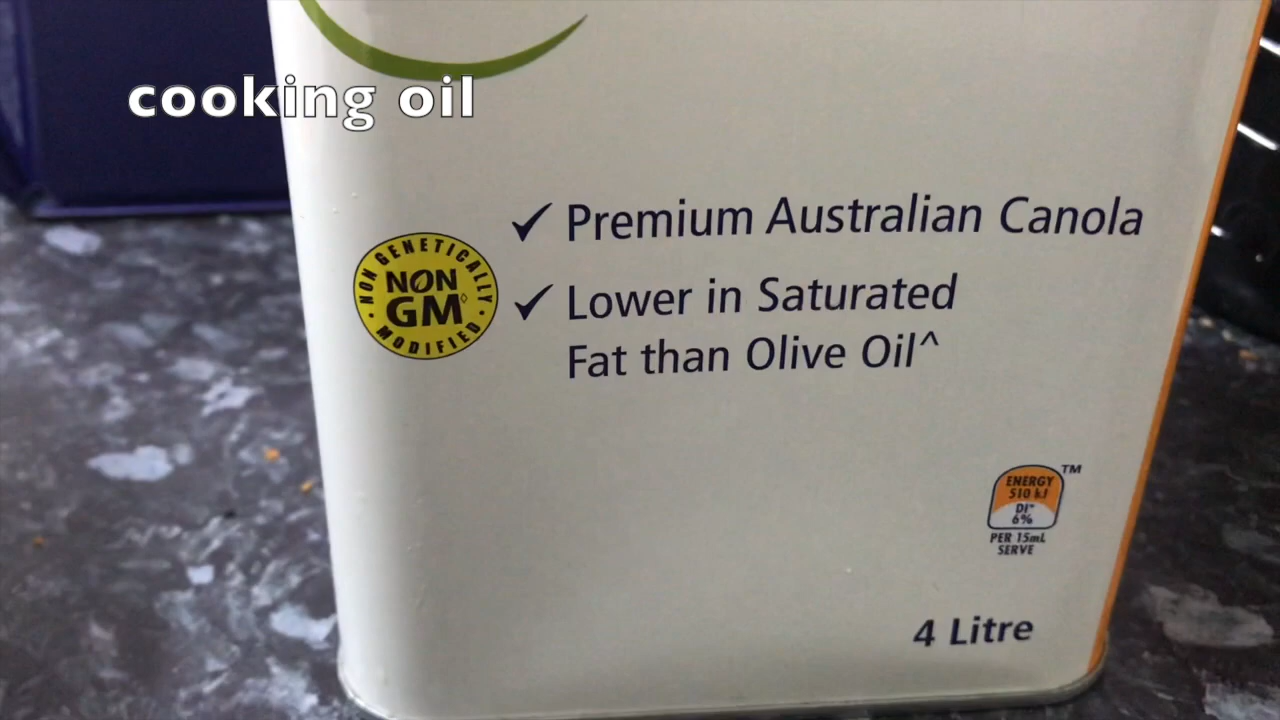 cooking oil
✓ Premium Australian Canola
✓ Lower in Saturated
Fat than Olive Oil^
NON GENETICALLY
NON
GM◊
MODIFIED
TM
ENERGY
510 kJ
DI*
6%
PER 15mL
SERVE
4 Litre